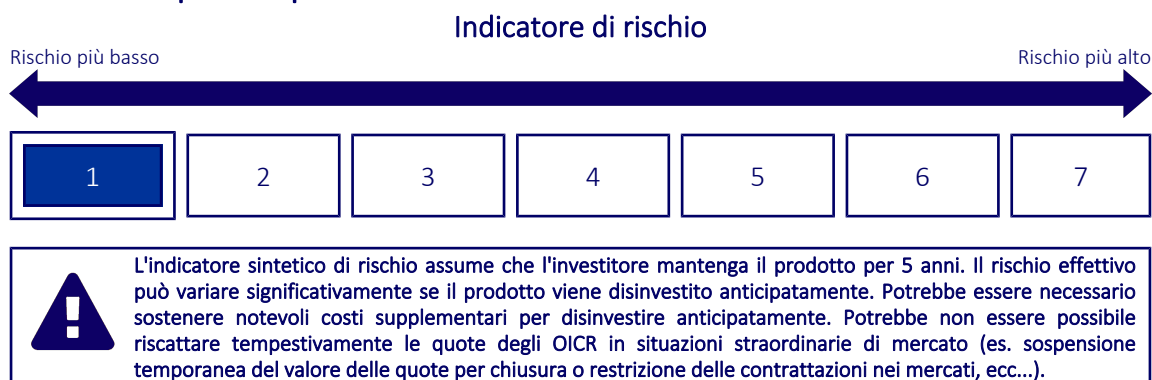 Indicatore di rischio
Rischio più basso
Rischio più alto
1
2
3
4
5
6
7
L'indicatore sintetico di rischio assume che l'investitore mantenga il prodotto per 5 anni. Il rischio effettivo
può variare significativamente se il prodotto viene disinvestito anticipatamente. Potrebbe essere necessario
sostenere notevoli costi supplementari per disinvestire anticipatamente. Potrebbe non essere possibile
riscattare tempestivamente le quote degli OICR in situazioni straordinarie di mercato (es. sospensione
temporanea del valore delle quote per chiusura o restrizione delle contrattazioni nei mercati, ecc...).